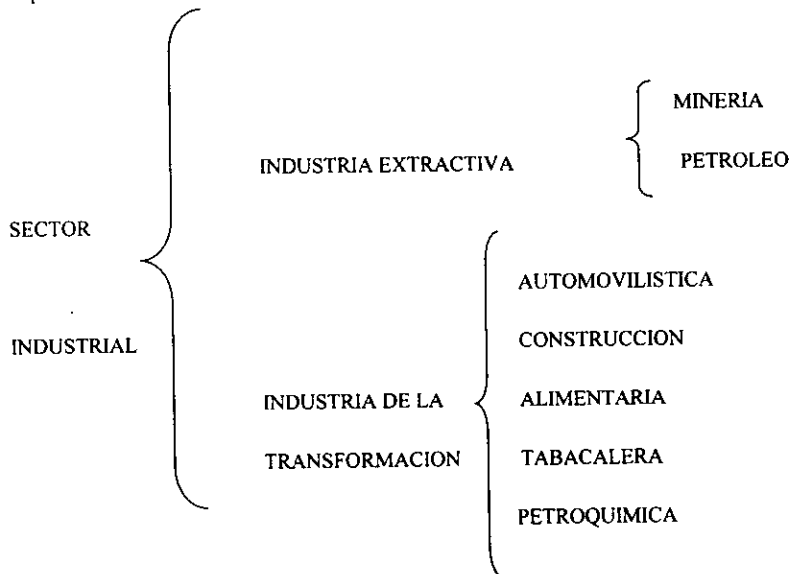 SECTOR
INDUSTRIAL
INDUSTRIA EXTRACTIVA
MINERIA
PETROLEO
INDUSTRIA DE LA
TRANSFORMACION
AUTOMOVILISTICA
CONSTRUCCION
ALIMENTARIA
TABACALERA
PETROQUIMICA